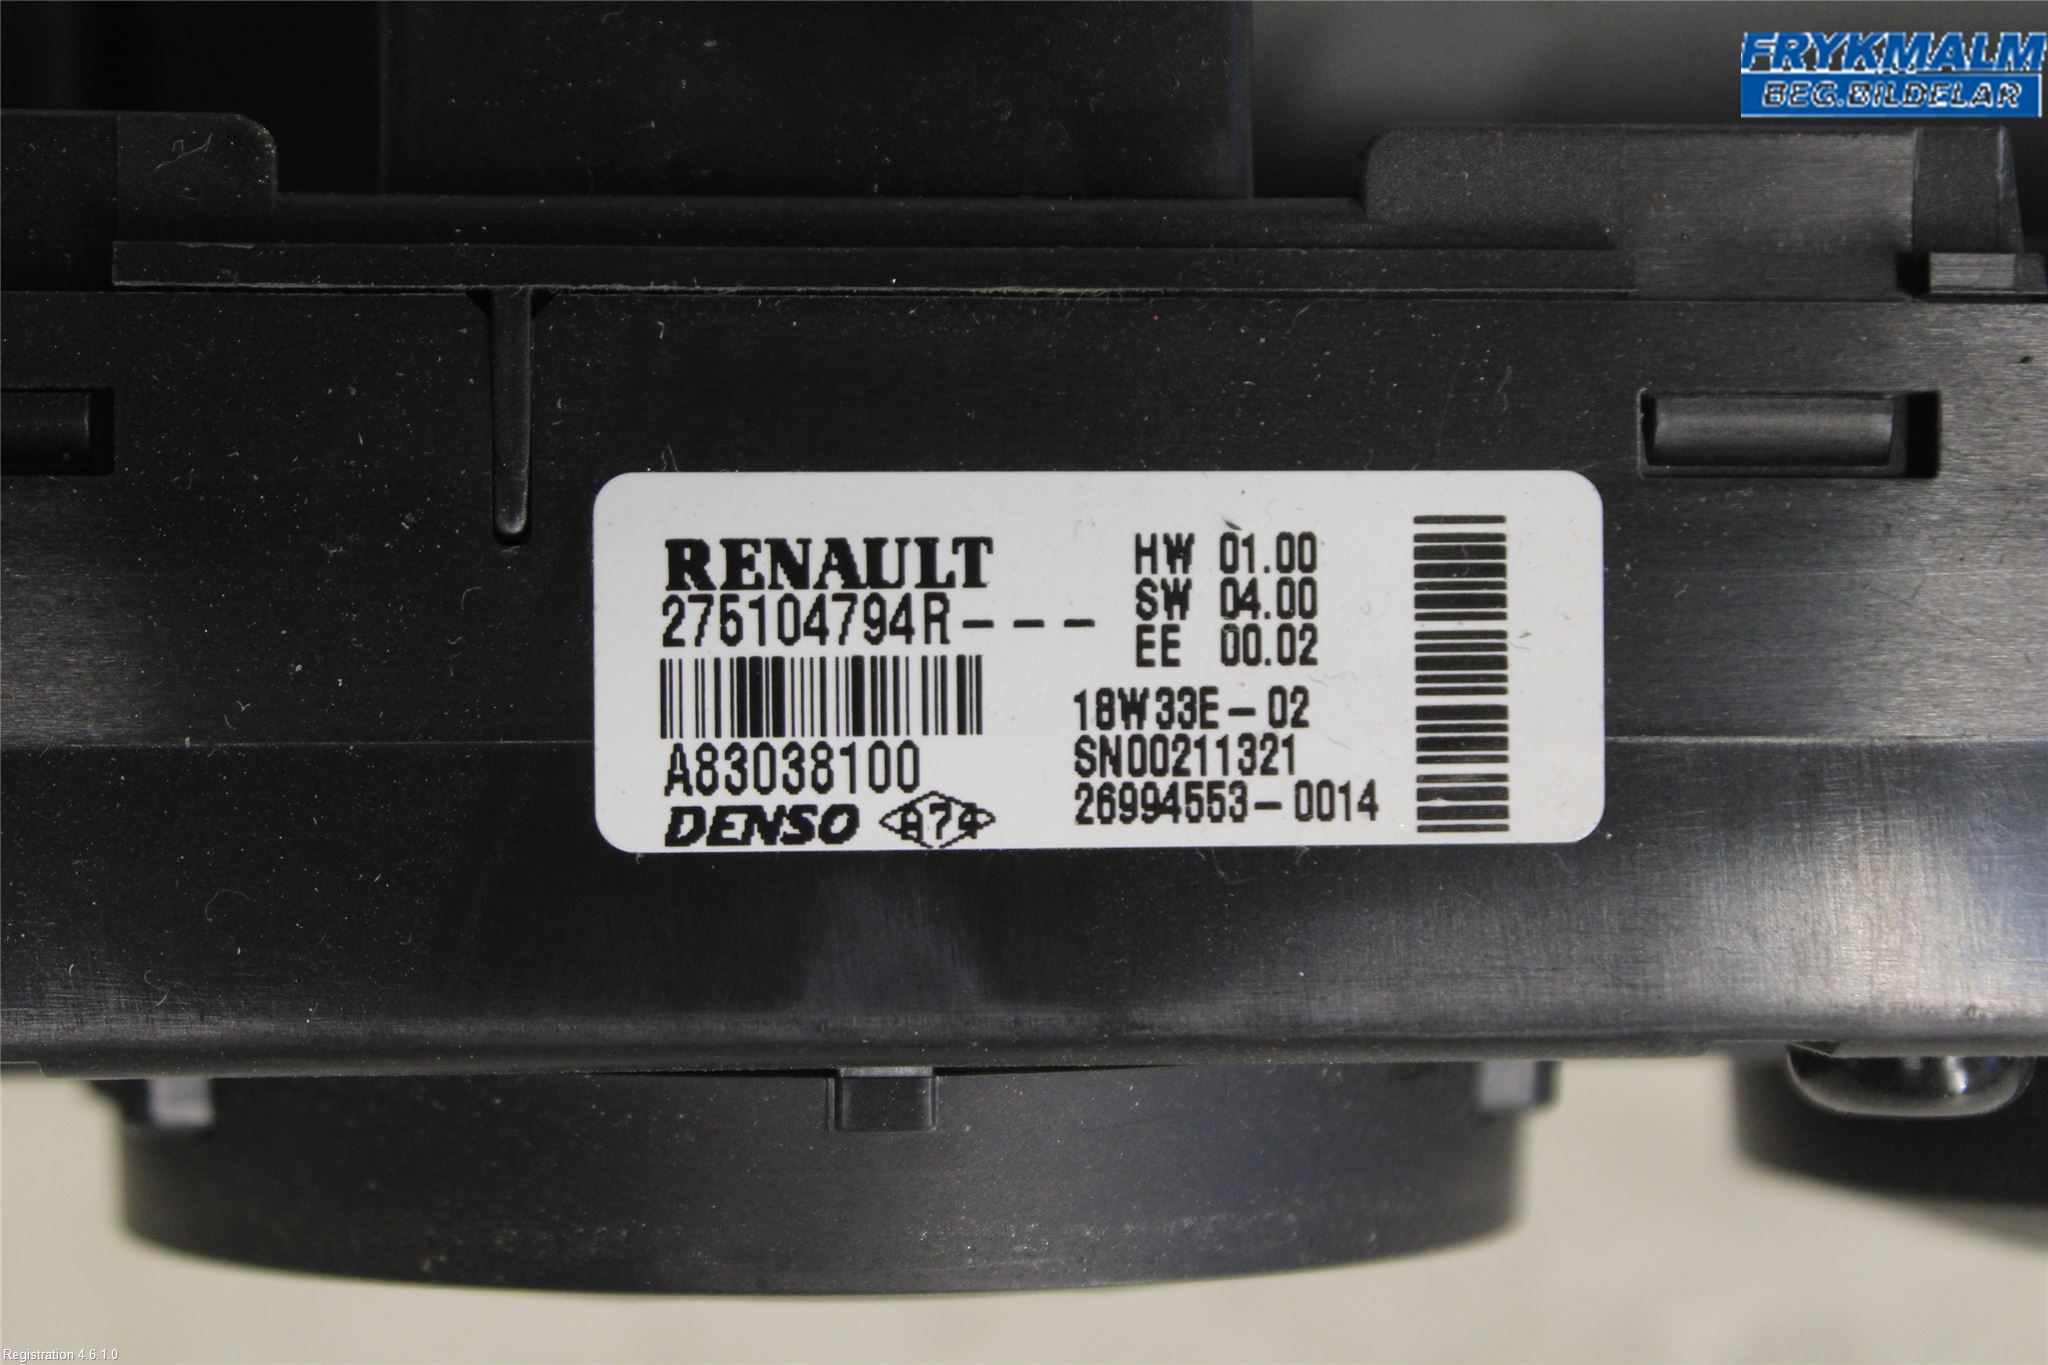 FRYKMALM
BEG.BILDELAR
RENAULT
275104794R---
A83038100
DENSO A74
HW 01.00
SW 04.00
EE 00.02
18W33E-02
SN00211321
26994553-0014
Registration 4.6.1.0